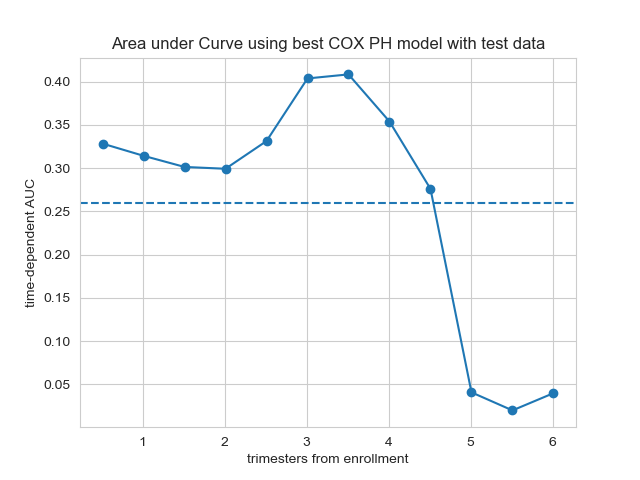 Area under Curve using best COX PH model with test data
time-dependent AUC
0.40
0.35
0.30
0.25
0.20
0.15
0.10
0.05
1 2 3 4 5 6
trimesters from enrollment